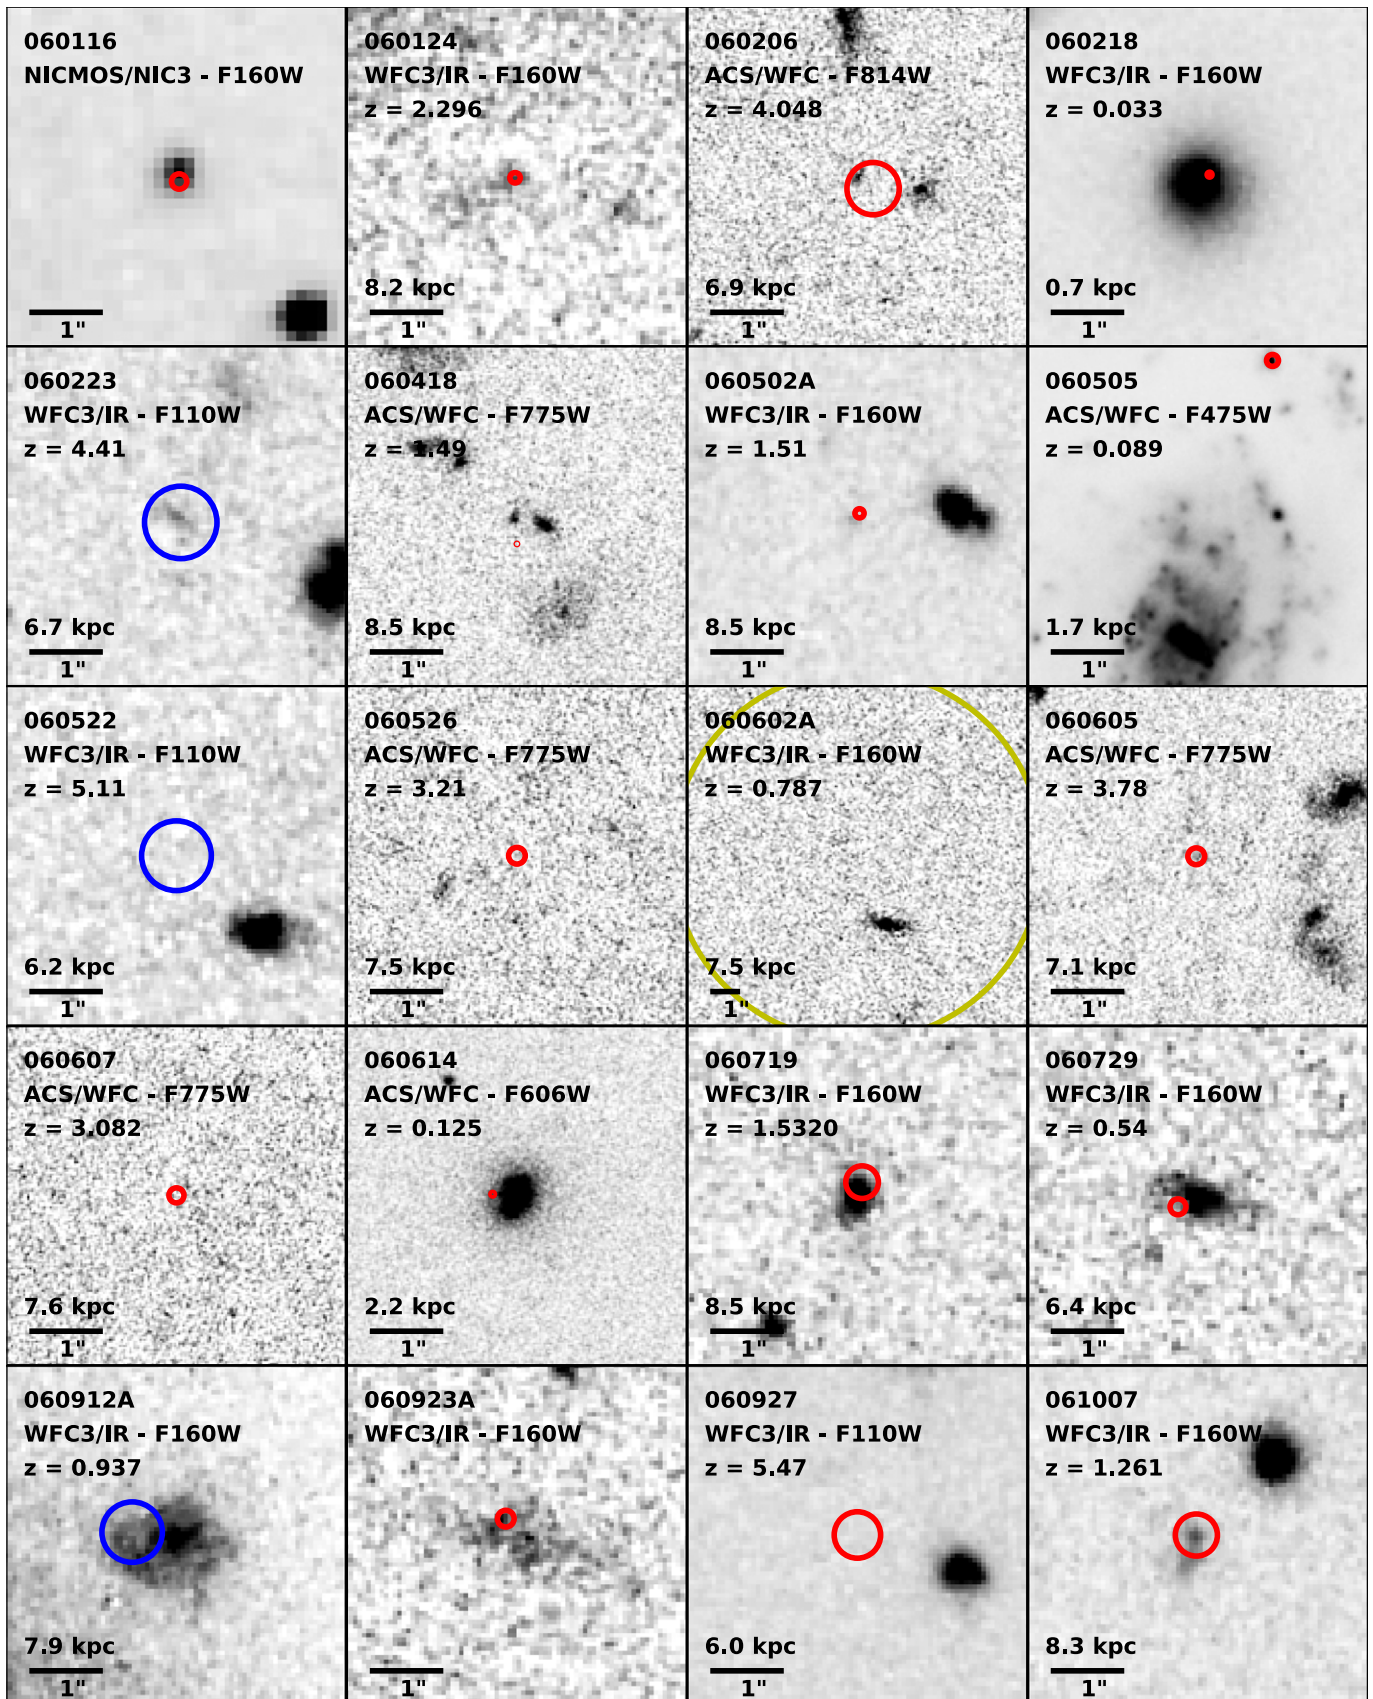 060116
NICMOS/NIC3 - F160W
1"
060124
WFC3/IR - F160W
z = 2.296
8.2 kpc
1"
060206
ACS/WFC - F814W
z = 4.048
6.9 kpc
1"
060218
WFC3/IR - F160W
z = 0.033
0.7 kpc
1"
060223
WFC3/IR - F110W
z = 4.41
6.7 kpc
1"
060418
ACS/WFC - F775W
z = 1.49
8.5 kpc
1"
060502A
WFC3/IR - F160W
z = 1.51
8.5 kpc
1"
060505
ACS/WFC - F475W
z = 0.089
1.7 kpc
1"
060522
WFC3/IR - F110W
z = 5.11
6.2 kpc
1"
060526
ACS/WFC - F775W
z = 3.21
7.5 kpc
1"
060602A
WFC3/IR - F160W
z = 0.787
7.5 kpc
1"
060605
ACS/WFC - F775W
z = 3.78
7.1 kpc
1"
060607
ACS/WFC - F775W
z = 3.082
7.6 kpc
1"
060614
ACS/WFC - F606W
z = 0.125
2.2 kpc
1"
060719
WFC3/IR - F160W
z = 1.5320
8.5 kpc
1"
060729
WFC3/IR - F160W
z = 0.54
6.4 kpc
1"
060912A
WFC3/IR - F160W
z = 0.937
7.9 kpc
1"
060923A
WFC3/IR - F160W
1"
060927
WFC3/IR - F110W
z = 5.47
6.0 kpc
1"
061007
WFC3/IR - F160W
z = 1.261
8.3 kpc
1"